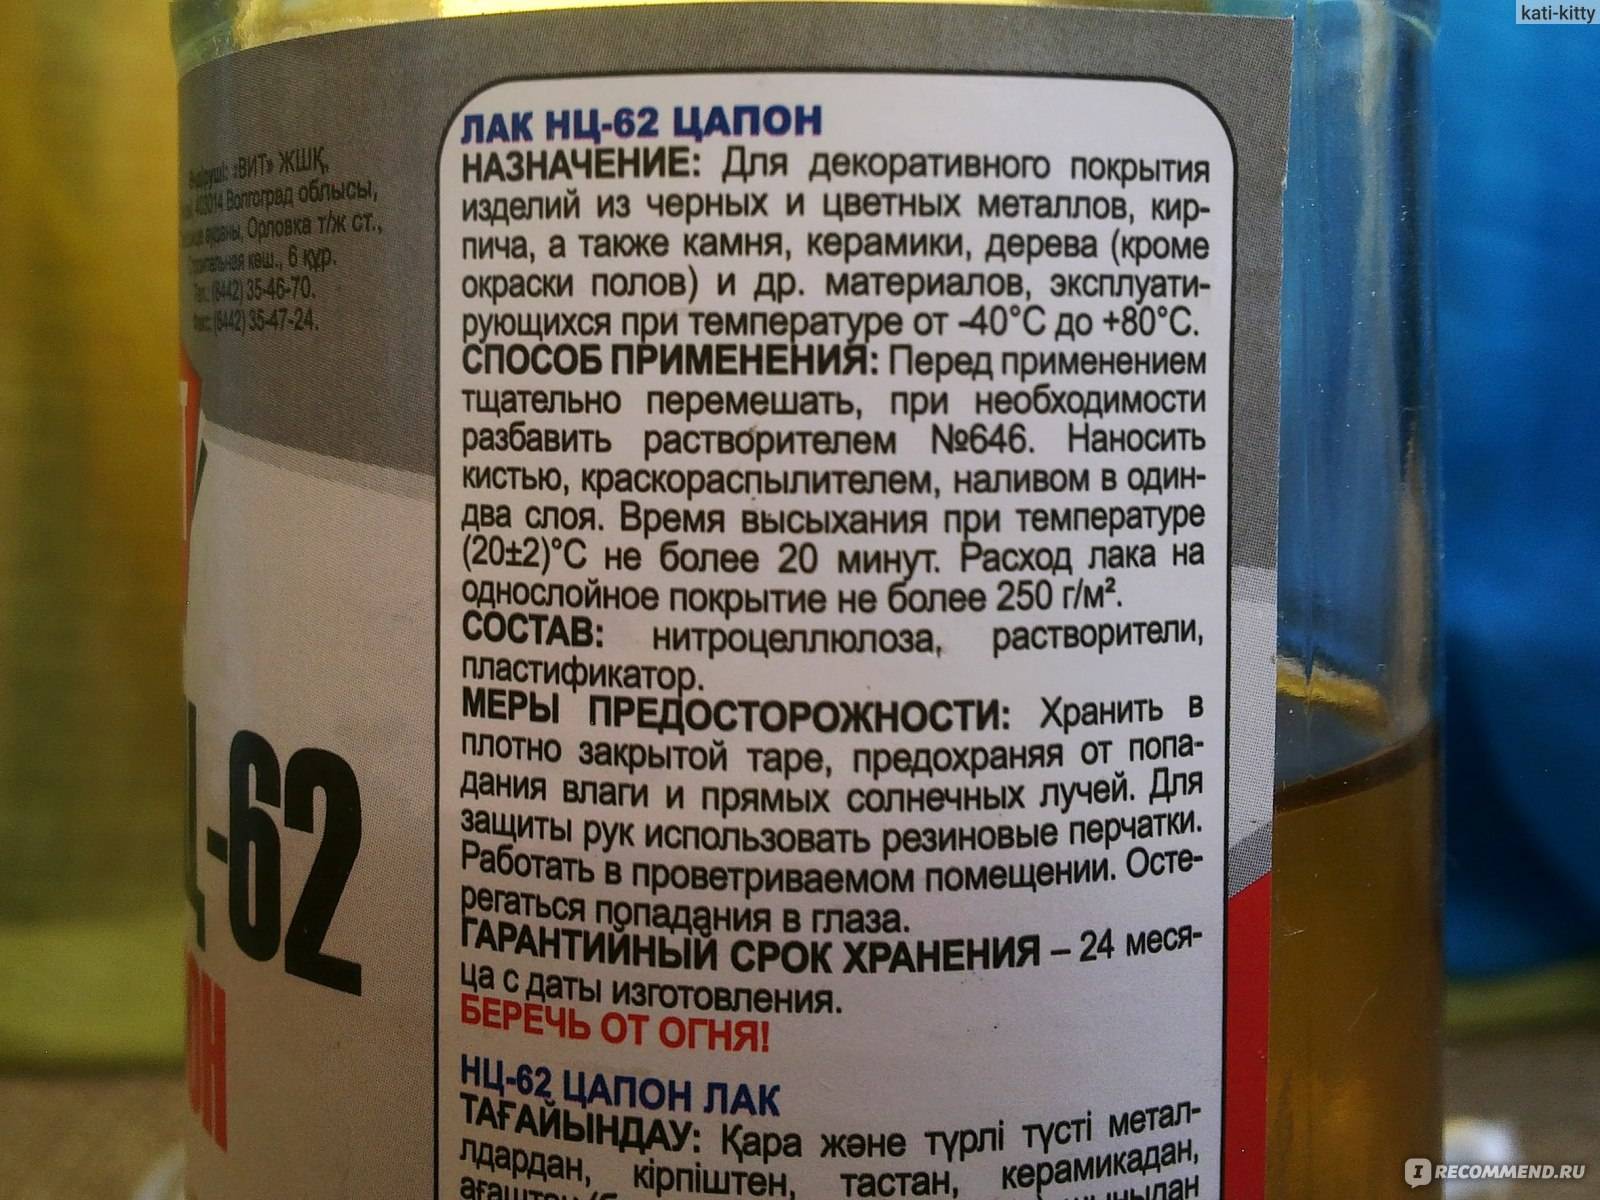 kati-kitty
«ВИТ» ЖШҚ,
Волгоград облысы,
Орловка т/ж ст.,
көш., 6 құр.
(8442) 35-46-70.
(8442) 35-47-24.
-62
ОН
ЛАК НЦ-62 ЦАПОН
НАЗНАЧЕНИЕ: Для декоративного покрытия
изделий из черных и цветных металлов, кир-
пича, а также камня, керамики, дерева (кроме
окраски полов) и др. материалов, эксплуати-
рующихся при температуре от -40°С до +80°С.
СПОСОБ ПРИМЕНЕНИЯ: Перед применением
тщательно перемешать, при необходимости
разбавить растворителем №646. Наносить
кистью, краскораспылителем, наливом в один-
два слоя. Время высыхания при температуре
(20±2)°С не более 20 минут. Расход лака на
однослойное покрытие не более 250 г/м².
СОСТАВ: нитроцеллюлоза, растворители,
пластификатор.
МЕРЫ ПРЕДОСТОРОЖНОСТИ: Хранить в
плотно закрытой таре, предохраняя от попа-
дания влаги и прямых солнечных лучей. Для
защиты рук использовать резиновые перчатки.
Работать в проветриваемом помещении. Осте-
регаться попадания в глаза.
ГАРАНТИЙНЫЙ СРОК ХРАНЕНИЯ – 24 меся-
ца с даты изготовления.
БЕРЕЧЬ ОТ ОГНЯ!
НЦ-62 ЦАПОН ЛАК
ТАҒАЙЫНДАУ: Қара және түрлі түсті метал-
лдардан, кірпіштен, тастан, керамикадан,
IRECOMMEND.RU